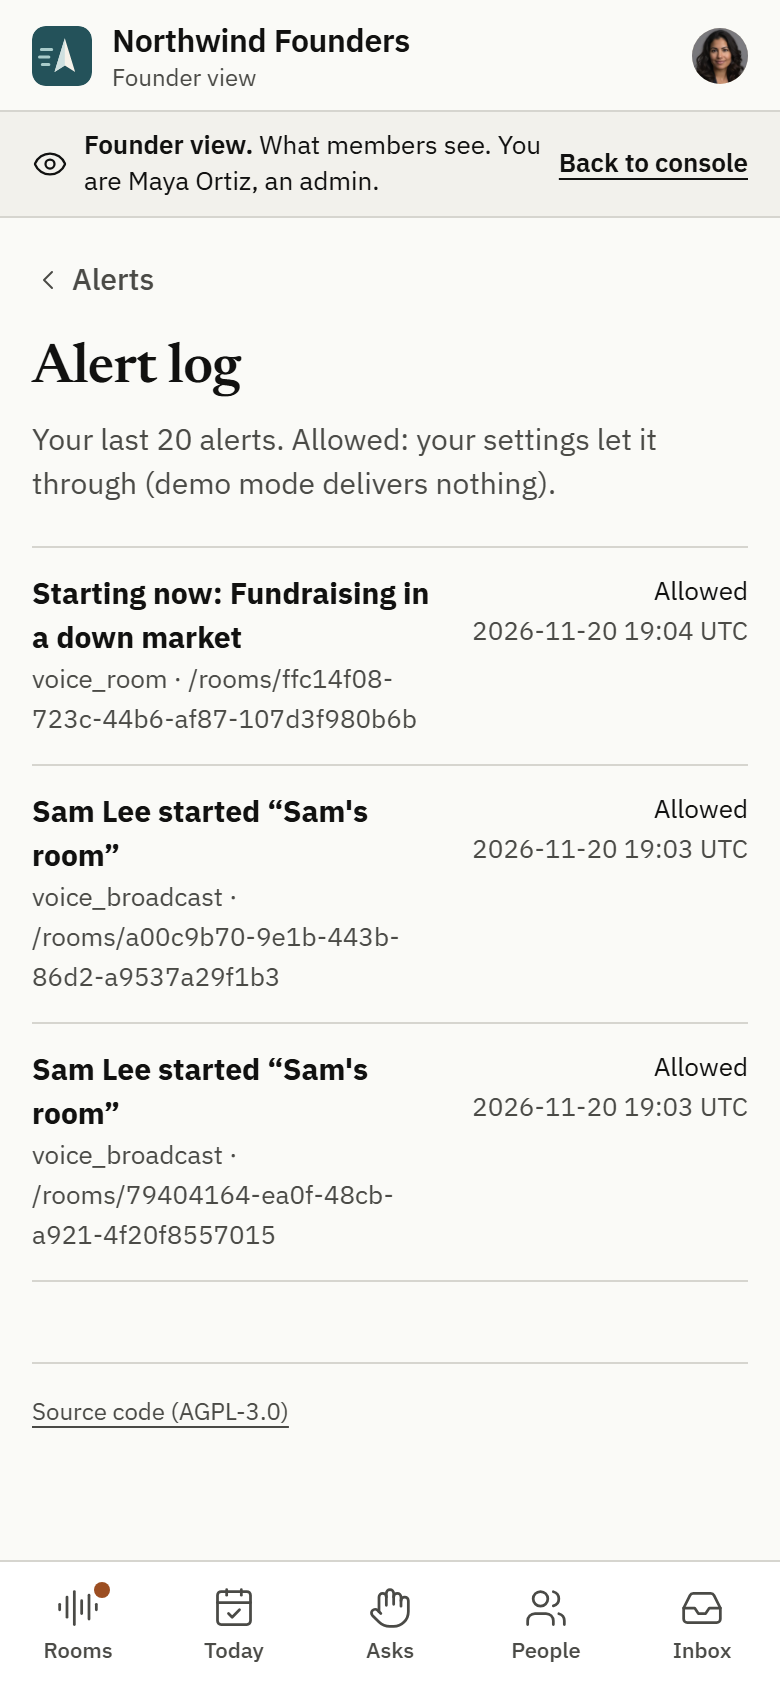 Northwind Founders
Founder view
Founder view. What members see. You
are Maya Ortiz, an admin.
Back to console
Alerts
Alert log
Your last 20 alerts. Allowed: your settings let it
through (demo mode delivers nothing).
Starting now: Fundraising in
a down market
voice_room · /rooms/ffc14f08-
723c-44b6-af87-107d3f980b6b
Allowed
2026-11-20 19:04 UTC
Sam Lee started “Sam's
room”
voice_broadcast ·
/rooms/a00c9b70-9e1b-443b-
86d2-a9537a29f1b3
Allowed
2026-11-20 19:03 UTC
Sam Lee started “Sam's
room”
voice_broadcast ·
/rooms/79404164-ea0f-48cb-
a921-4f20f8557015
Allowed
2026-11-20 19:03 UTC
Source code (AGPL-3.0)
Rooms
Today
Asks
People
Inbox